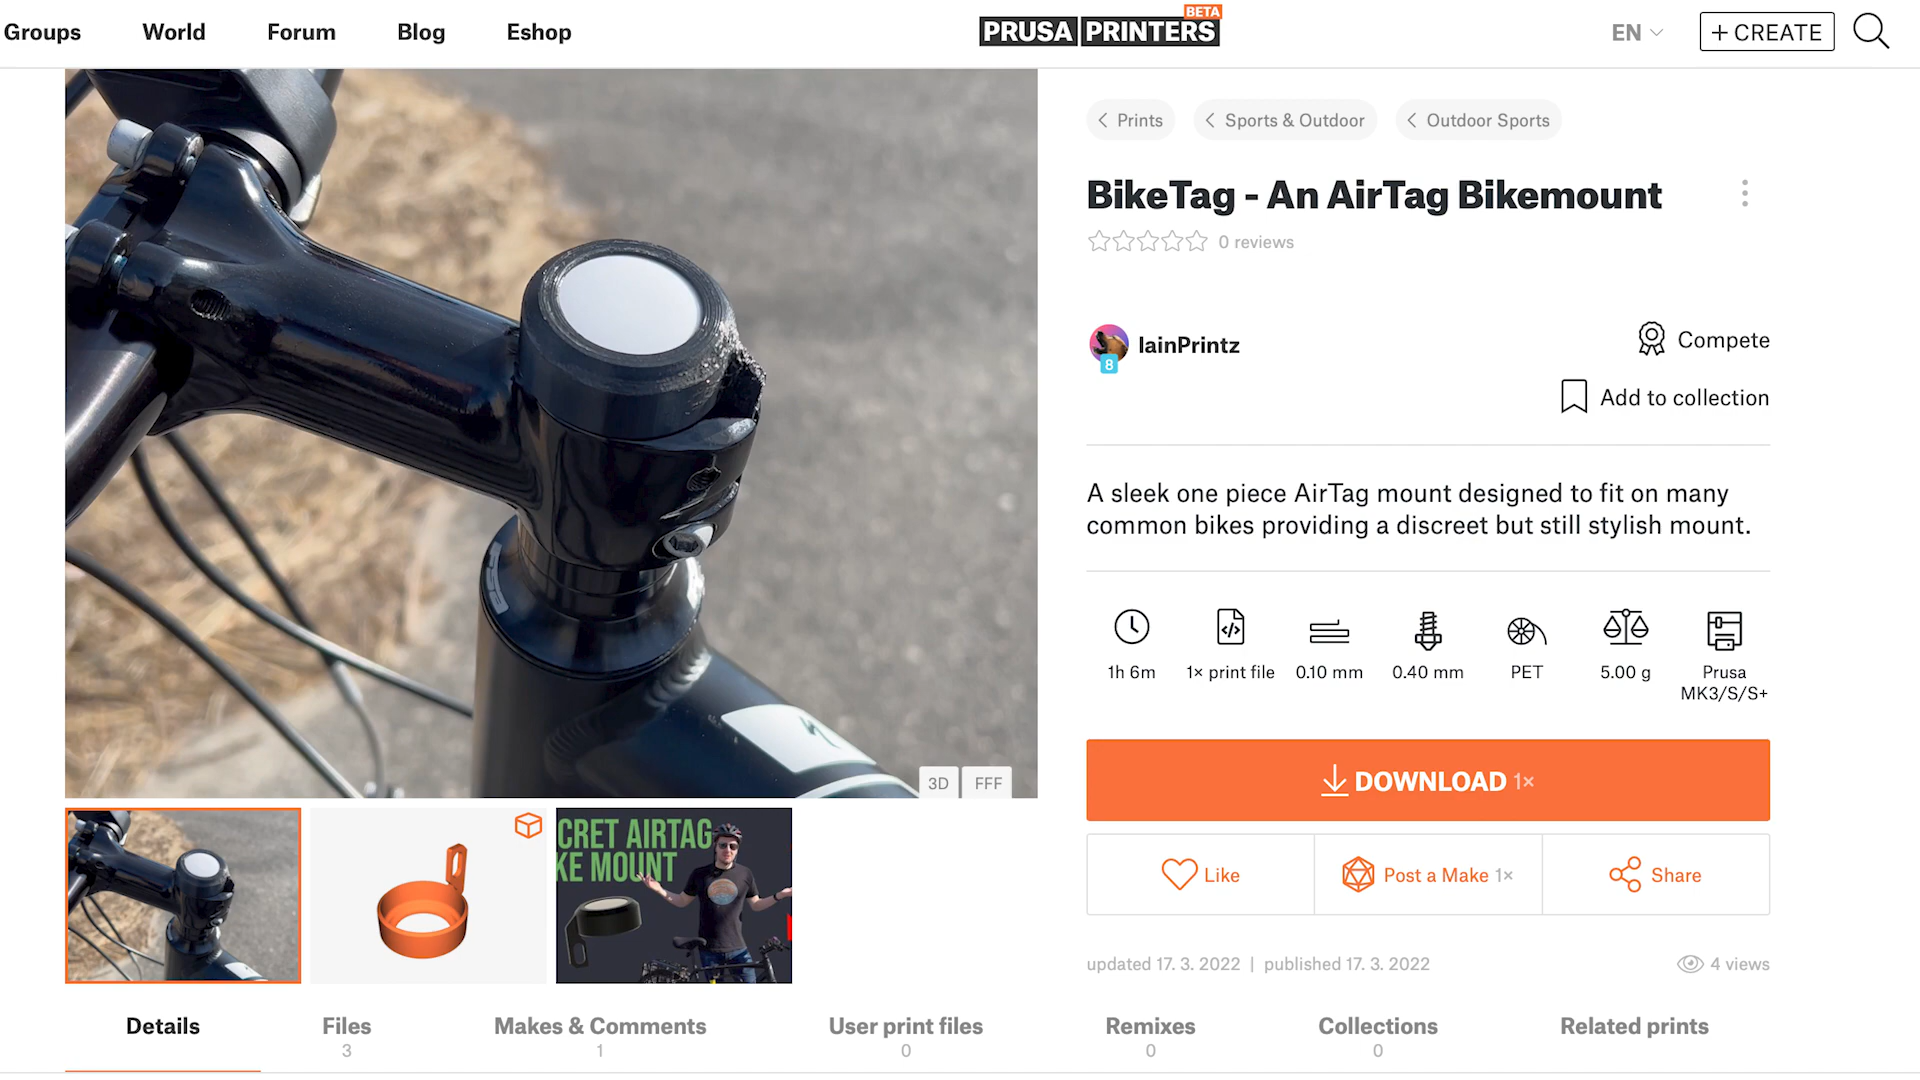 Groups World Forum Blog Eshop
PRUSA PRINTERS BETA
EN + CREATE
Prints Sports & Outdoor Outdoor Sports
BikeTag - An AirTag Bikemount
0 reviews
8
IainPrintz
Compete
Add to collection
A sleek one piece AirTag mount designed to fit on many
common bikes providing a discreet but still stylish mount.
1h 6m
1× print file
0.10 mm
0.40 mm
PET
5.00 g
Prusa
MK3/S/S+
3D FFF
DOWNLOAD 1×
Like
Post a Make 1×
Share
CRET AIRTAG
KE MOUNT
updated 17. 3. 2022 | published 17. 3. 2022
4 views
Details
Files
3
Makes & Comments
1
User print files
0
Remixes
0
Collections
0
Related prints